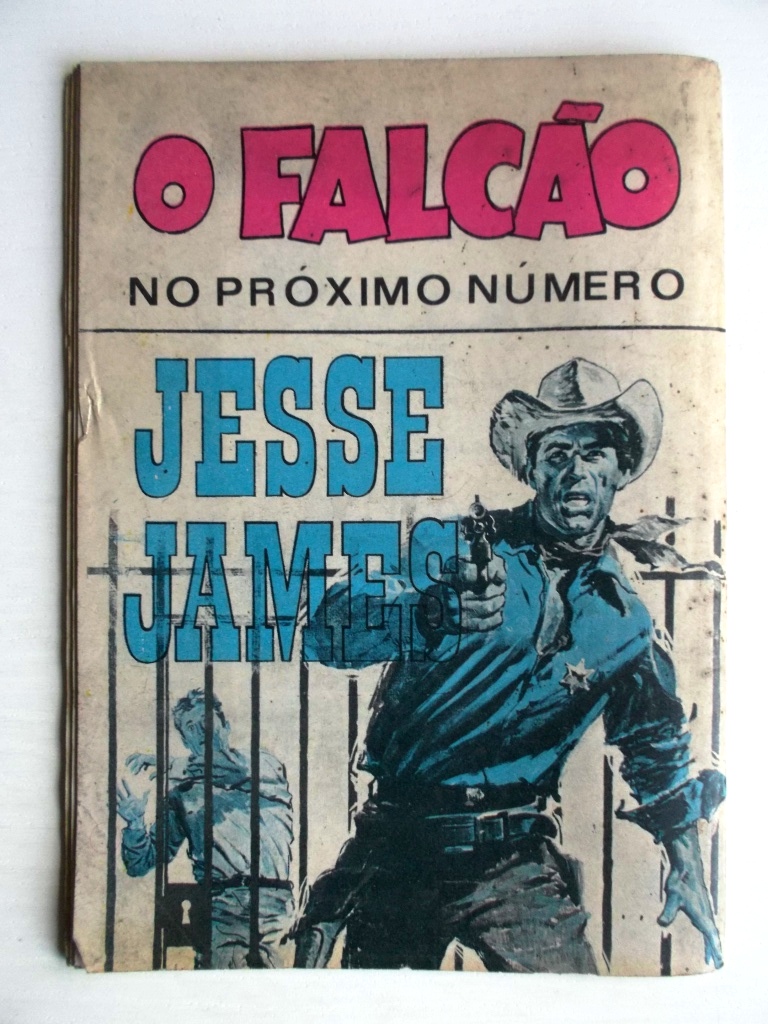 O FALCÃO
NO PRÓXIMO NÚMERO
JESSE
JAMES